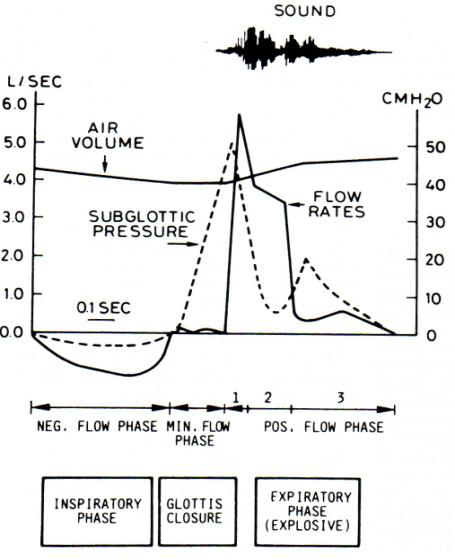 SOUND
L/SEC
CMH2O
6.0
5.0
4.0
3.0
2.0
1.0
0.0
50
40
30
20
10
0
AIR
VOLUME
SUBGLOTTIC
PRESSURE
FLOW
RATES
0.1 SEC
1 2 3
NEG. FLOW PHASE MIN. FLOW POS. FLOW PHASE
PHASE
INSPIRATORY
PHASE
GLOTTIS
CLOSURE
EXPIRATORY
PHASE
(EXPLOSIVE)